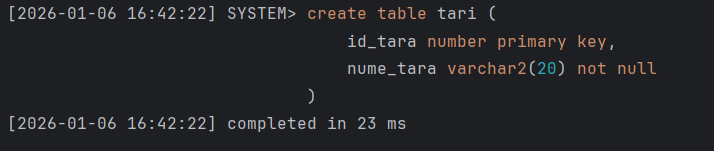 [2026-01-06 16:42:22] SYSTEM> create table tari (
id_tara number primary key,
nume_tara varchar2(20) not null
)
[2026-01-06 16:42:22] completed in 23 ms